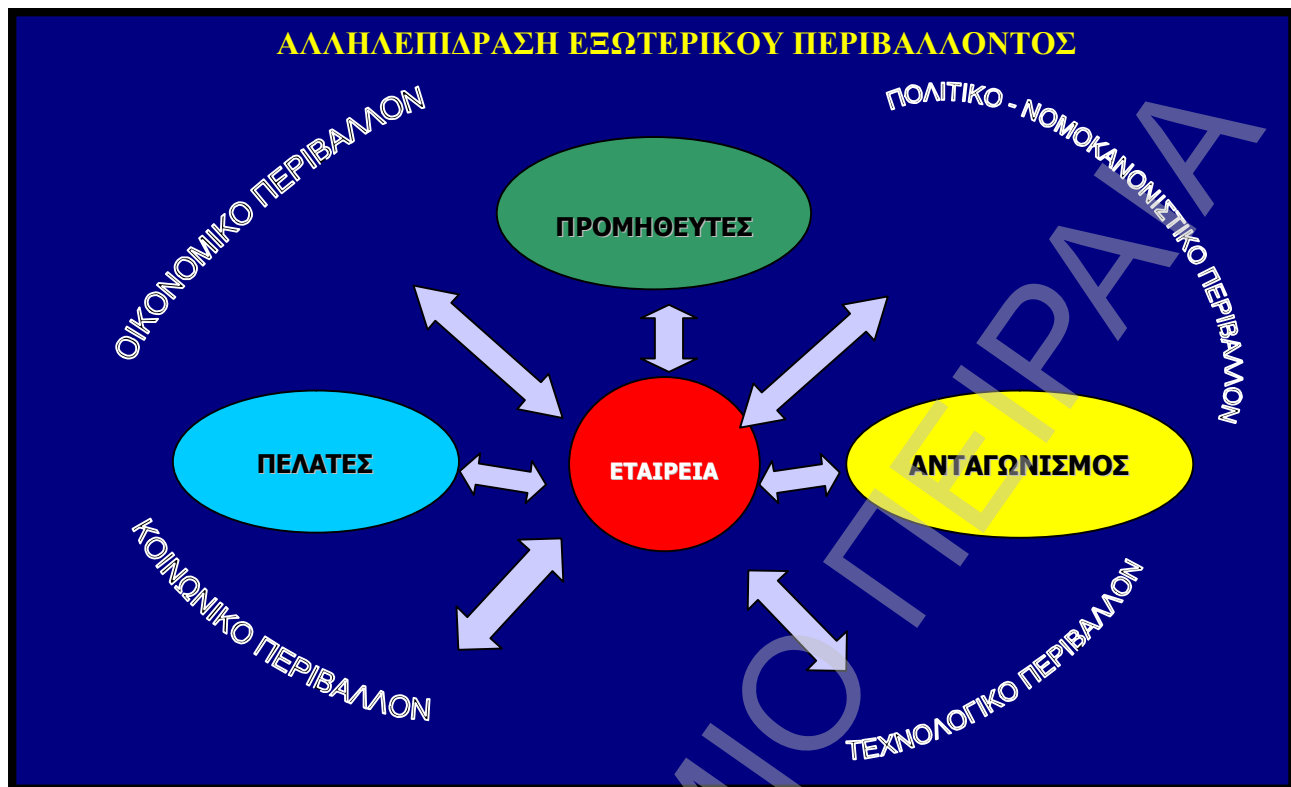 ΑΛΛΗΛΕΠΙΔΡΑΣΗ ΕΞΩΤΕΡΙΚΟΥ ΠΕΡΙΒΑΛΛΟΝΤΟΣ
ΟΙΚΟΝΟΜΙΚΟ ΠΕΡΙΒΑΛΛΟΝ
ΠΟΛΙΤΙΚΟ - ΝΟΜΟΚΑΝΟΝΙΣΤΙΚΟ ΠΕΡΙΒΑΛΛΟΝ
ΠΡΟΜΗΘΕΥΤΕΣ
ΠΕΛΑΤΕΣ
ΕΤΑΙΡΕΙΑ
ΑΝΤΑΓΩΝΙΣΜΟΣ
ΚΟΙΝΩΝΙΚΟ ΠΕΡΙΒΑΛΛΟΝ
ΤΕΧΝΟΛΟΓΙΚΟ ΠΕΡΙΒΑΛΛΟΝ